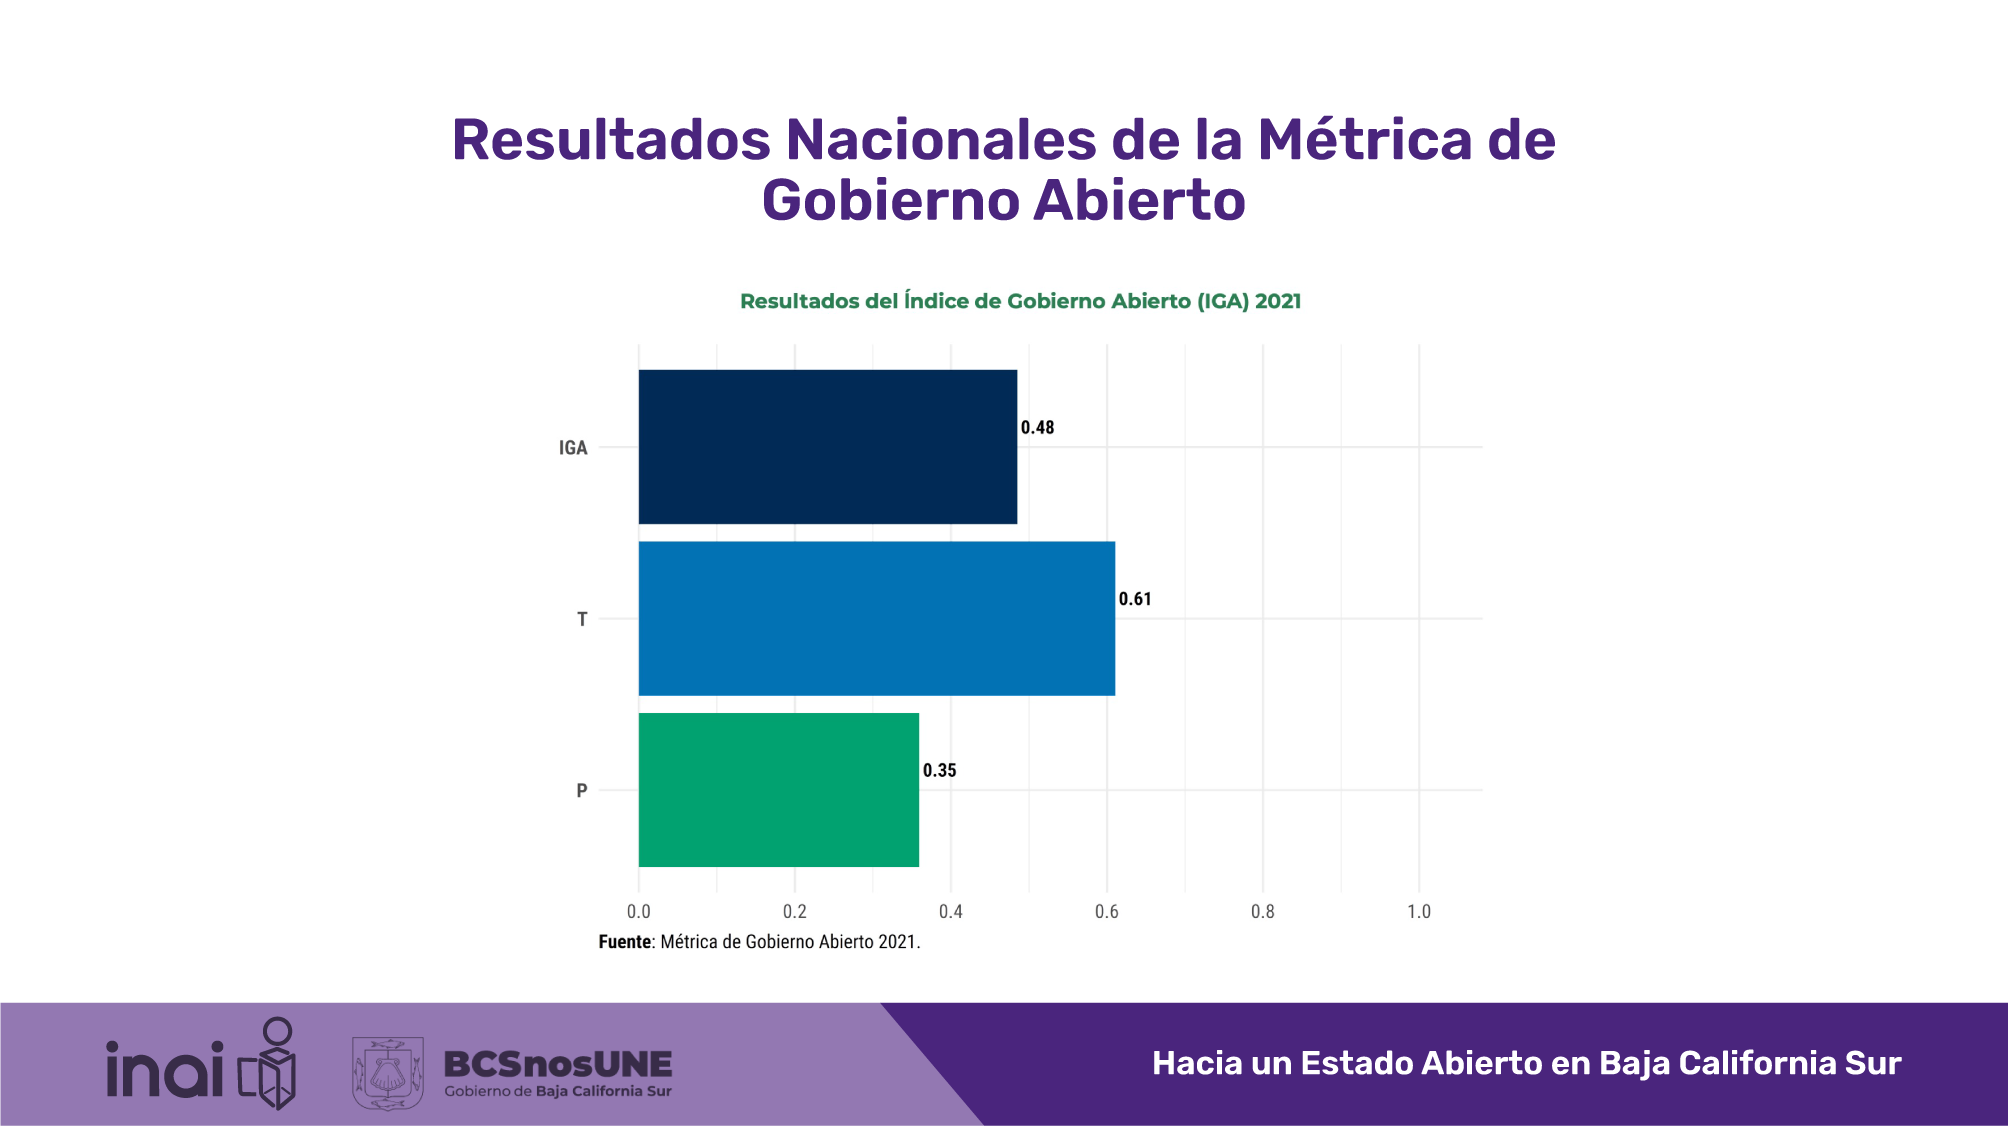 Resultados Nacionales de la Métrica de
Gobierno Abierto
Resultados del Índice de Gobierno Abierto (IGA) 2021
IGA
0.48
T
0.61
P
0.35
0.0 0.2 0.4 0.6 0.8 1.0
Fuente: Métrica de Gobierno Abierto 2021.
inai
BCSnosUNE
Gobierno de Baja California Sur
Hacia un Estado Abierto en Baja California Sur